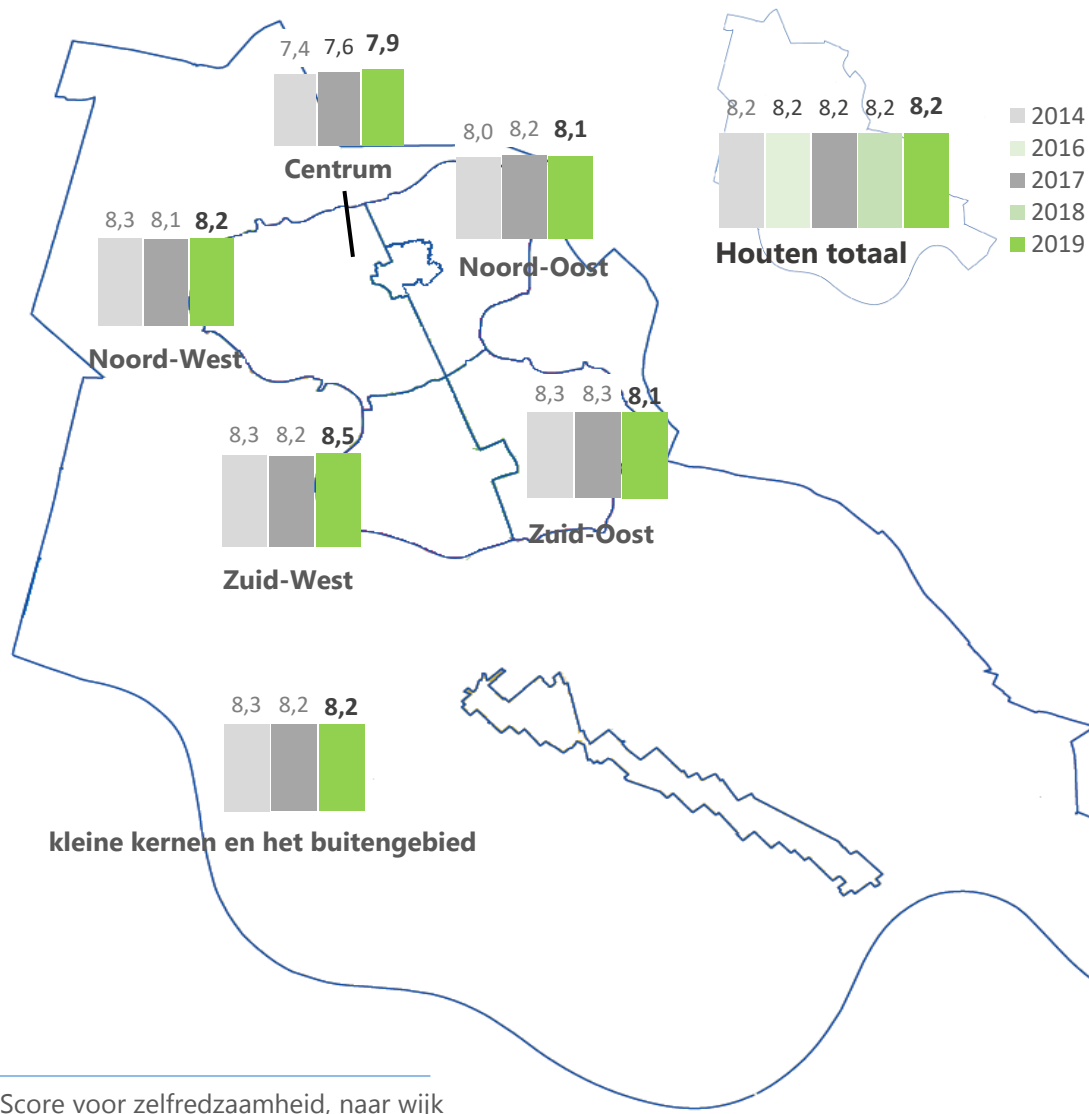 7,4 7,6 7,9
Centrum
8,0 8,2 8,1
Noord-Oost
8,2 8,2 8,2 8,2 8,2
Houten totaal
2014
2016
2017
2018
2019
8,3 8,1 8,2
Noord-West
8,3 8,2 8,5
Zuid-West
8,3 8,3 8,1
Zuid-Oost
8,3 8,2 8,2
kleine kernen en het buitengebied
Score voor zelfredzaamheid, naar wijk